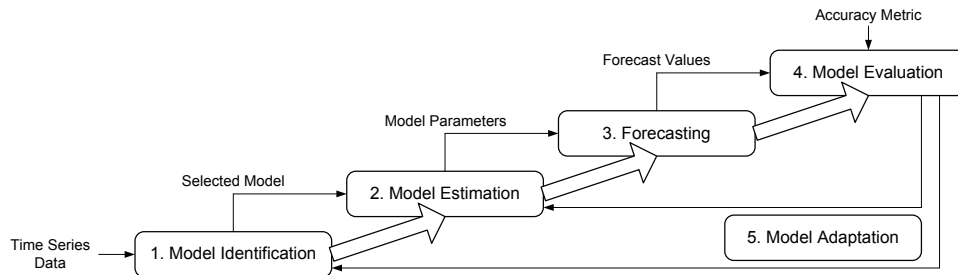 Accuracy Metric
Forecast Values
4. Model Evaluation
Model Parameters
3. Forecasting
Selected Model
2. Model Estimation
Time Series
Data
1. Model Identification
5. Model Adaptation